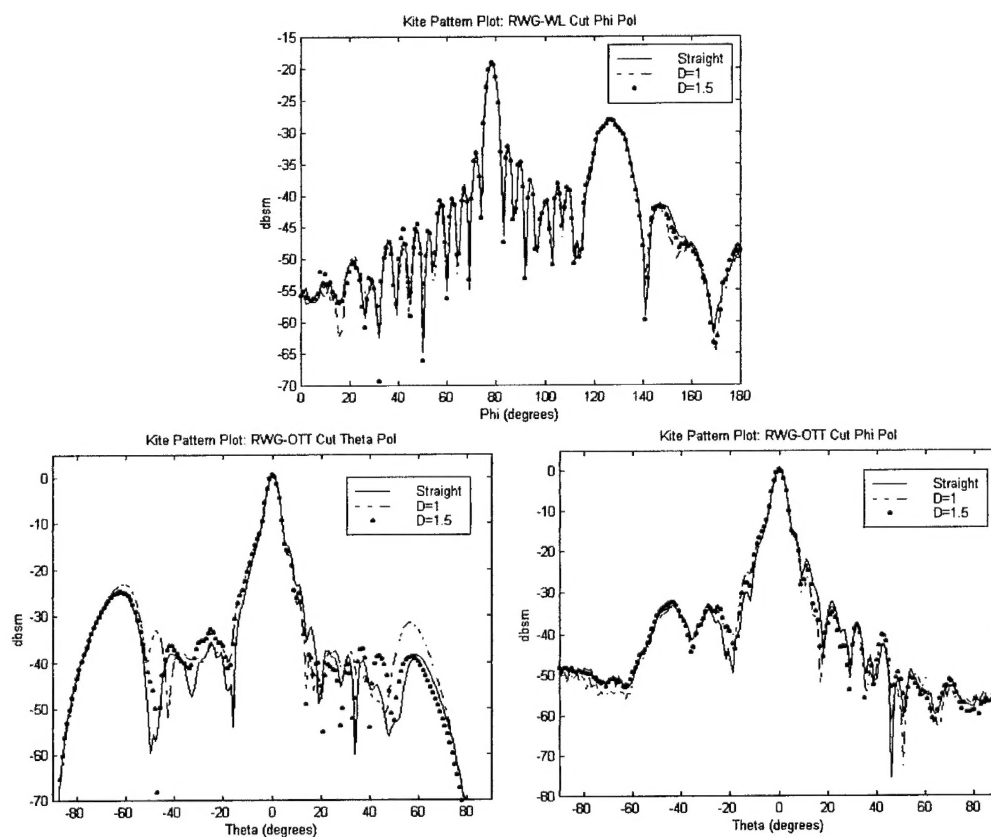 Kite Pattern Plot: RWG-WL Cut Phi Pol
-15
-20
-25
-30
-35
-40
-45
-50
-55
-60
-65
-70
dbsm
Straight
D=1
D=1.5
0 20 40 60 80 100 120 140 160 180
Phi (degrees)
Kite Pattern Plot: RWG-OTT Cut Theta Pol
0
-10
-20
-30
-40
-50
-60
-70
dbsm
Straight
D=1
D=1.5
-80 -60 -40 -20 0 20 40 60 80
Theta (degrees)
Kite Pattern Plot: RWG-OTT Cut Phi Pol
0
-10
-20
-30
-40
-50
-60
-70
-80
dbsm
Straight
D=1
D=1.5
-80 -60 -40 -20 0 20 40 60 80
Theta (degrees)